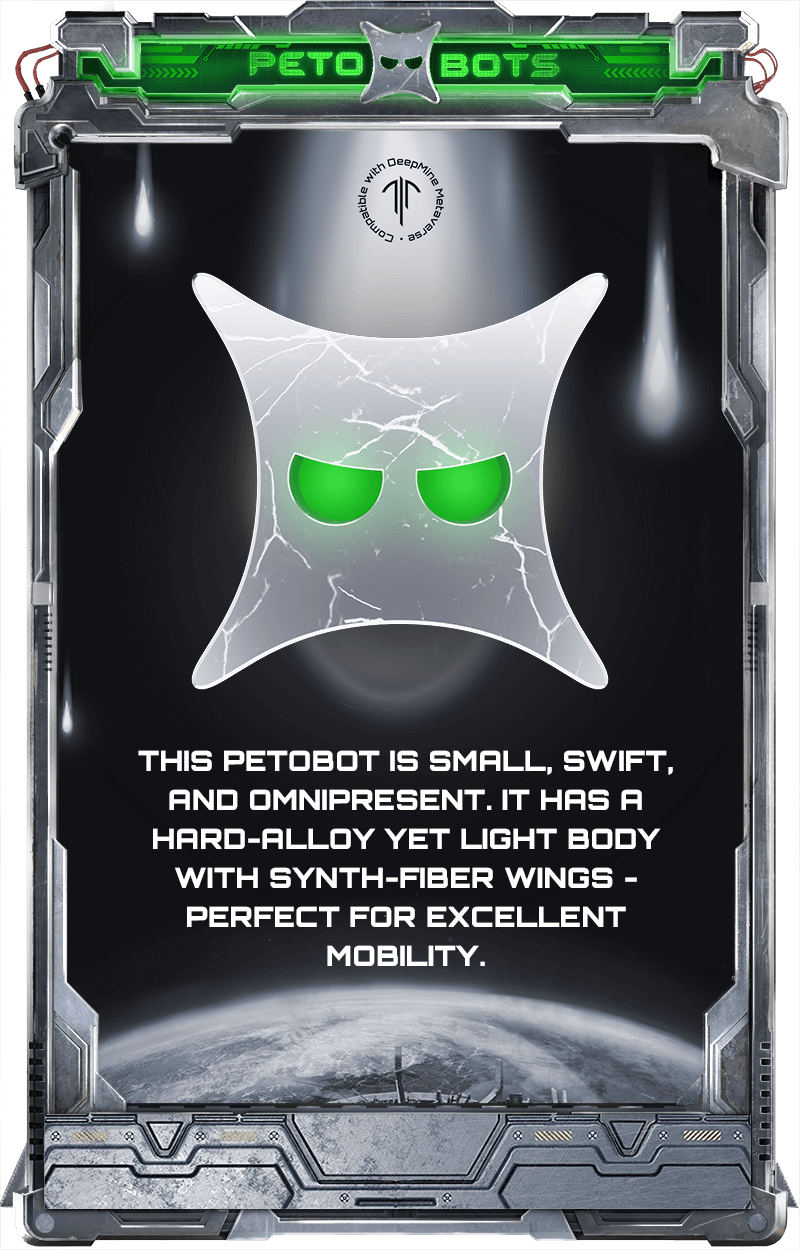 PETO BOTS
Compatible with DeepMine Metaverse •
THIS PETOBOT IS SMALL, SWIFT,
AND OMNIPRESENT. IT HAS A
HARD-ALLOY YET LIGHT BODY
WITH SYNTH-FIBER WINGS -
PERFECT FOR EXCELLENT
MOBILITY.